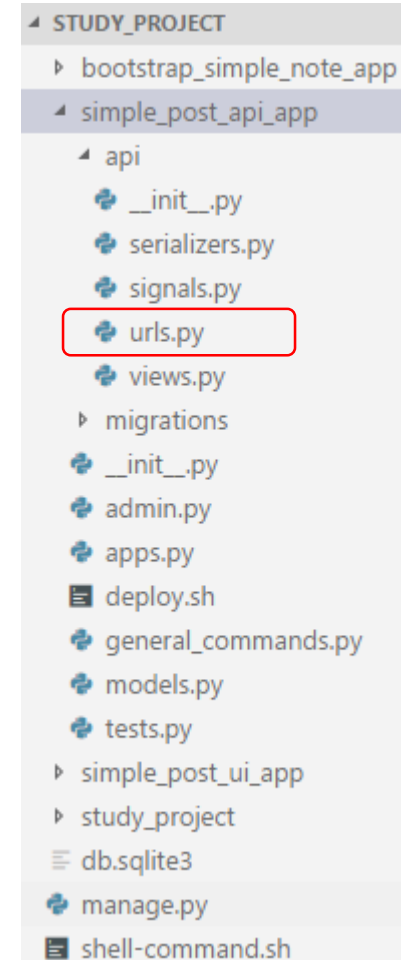 STUDY_PROJECT
bootstrap_simple_note_app
simple_post_api_app
api
__init__.py
serializers.py
signals.py
urls.py
views.py
migrations
__init__.py
admin.py
apps.py
deploy.sh
general_commands.py
models.py
tests.py
simple_post_ui_app
study_project
db.sqlite3
manage.py
shell-command.sh